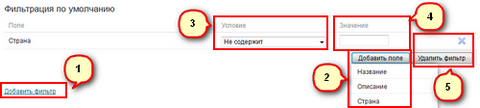 Фильтрация по умолчанию
Поле
Условие
Значение
Страна
Не содержит
Добавить поле
Удалить фильтр
Название
Описание
Страна
Добавить фильтр
1
2
3
4
5